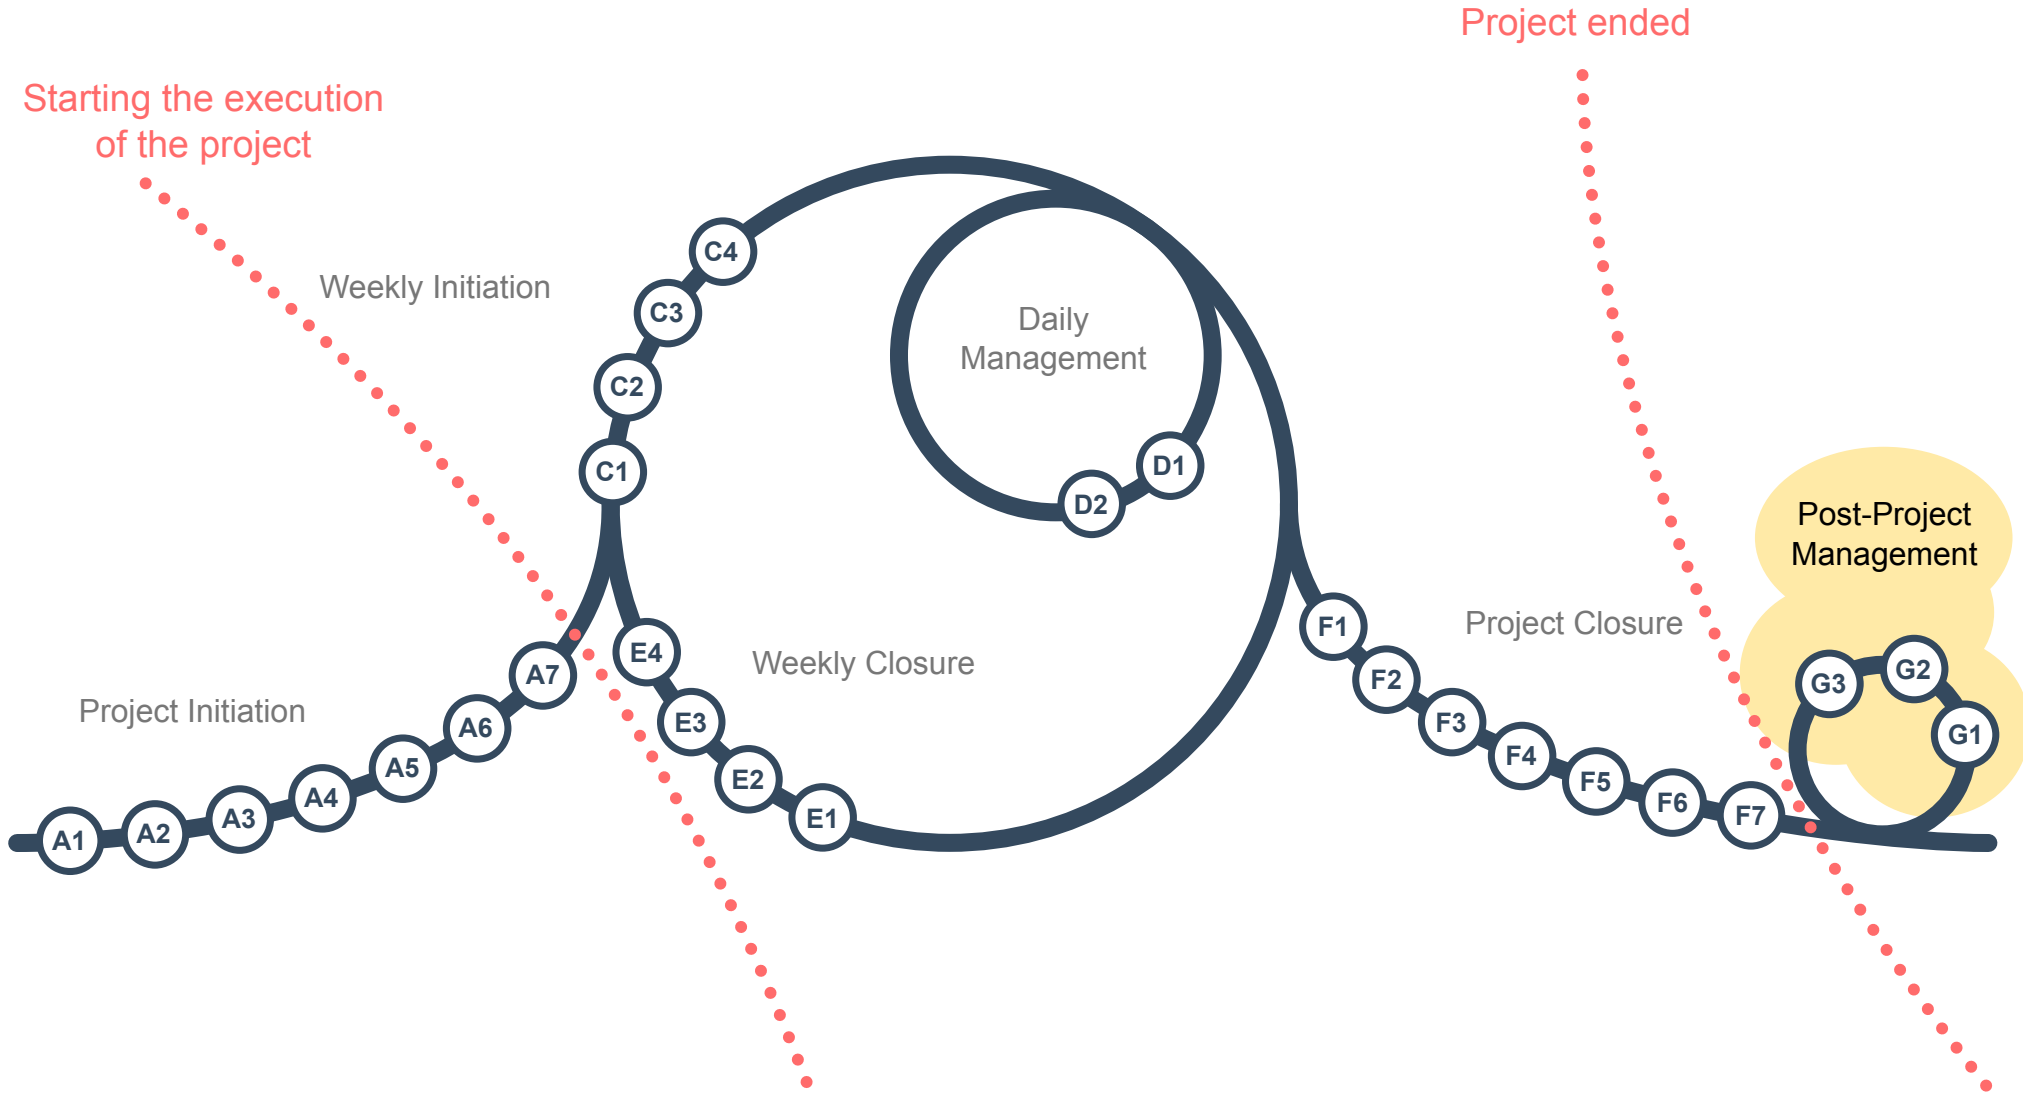 Project ended
Starting the execution
of the project
Weekly Initiation
C4
C3
C2
C1
Daily
Management
D1
D2
Post-Project
Management
Project Initiation
A1
A2
A3
A4
A5
A6
A7
Weekly Closure
E4
E3
E2
E1
Project Closure
F1
F2
F3
F4
F5
F6
F7
G3
G2
G1